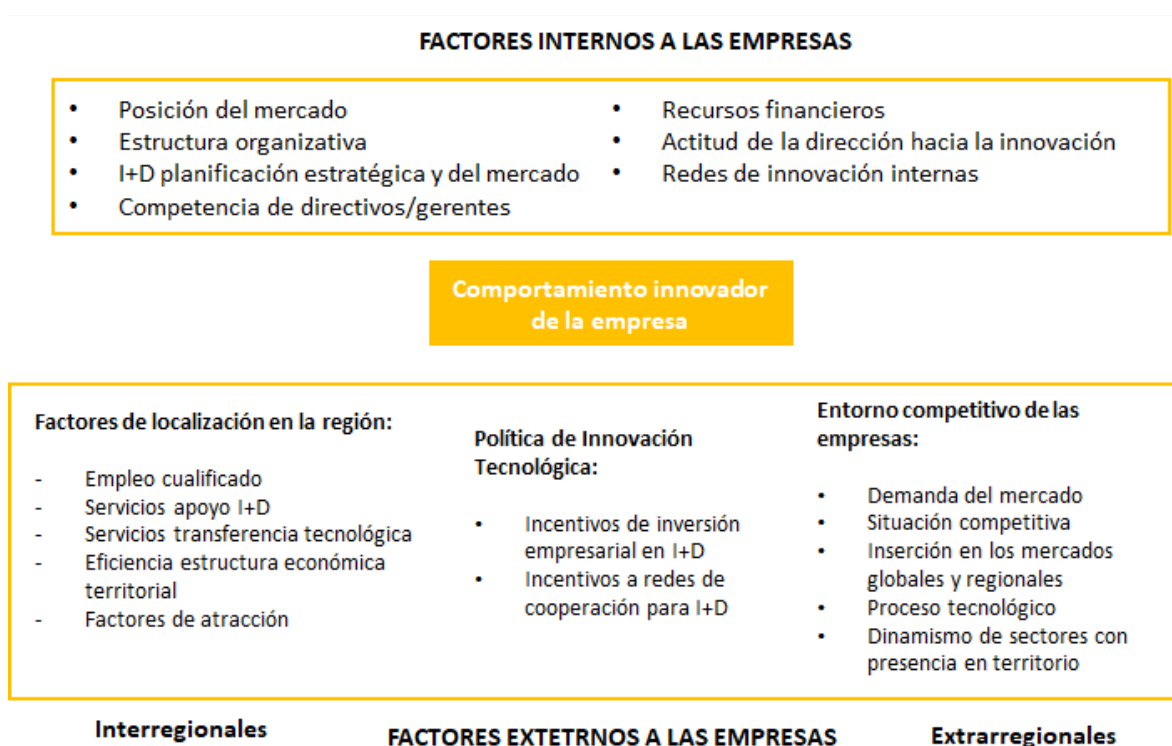 FACTORES INTERNOS A LAS EMPRESAS
• Posición del mercado
• Estructura organizativa
• I+D planificación estratégica y del mercado
• Competencia de directivos/gerentes
• Recursos financieros
• Actitud de la dirección hacia la innovación
• Redes de innovación internas
Comportamiento innovador
de la empresa
Factores de localización en la región:
- Empleo cualificado
- Servicios apoyo I+D
- Servicios transferencia tecnológica
- Eficiencia estructura económica
territorial
- Factores de atracción
Política de Innovación
Tecnológica:
• Incentivos de inversión
empresarial en I+D
• Incentivos a redes de
cooperación para I+D
Entorno competitivo de las
empresas:
• Demanda del mercado
• Situación competitiva
• Inserción en los mercados
globales y regionales
• Proceso tecnológico
• Dinamismo de sectores con
presencia en territorio
Interregionales
FACTORES EXTETRNOS A LAS EMPRESAS
Extrarregionales